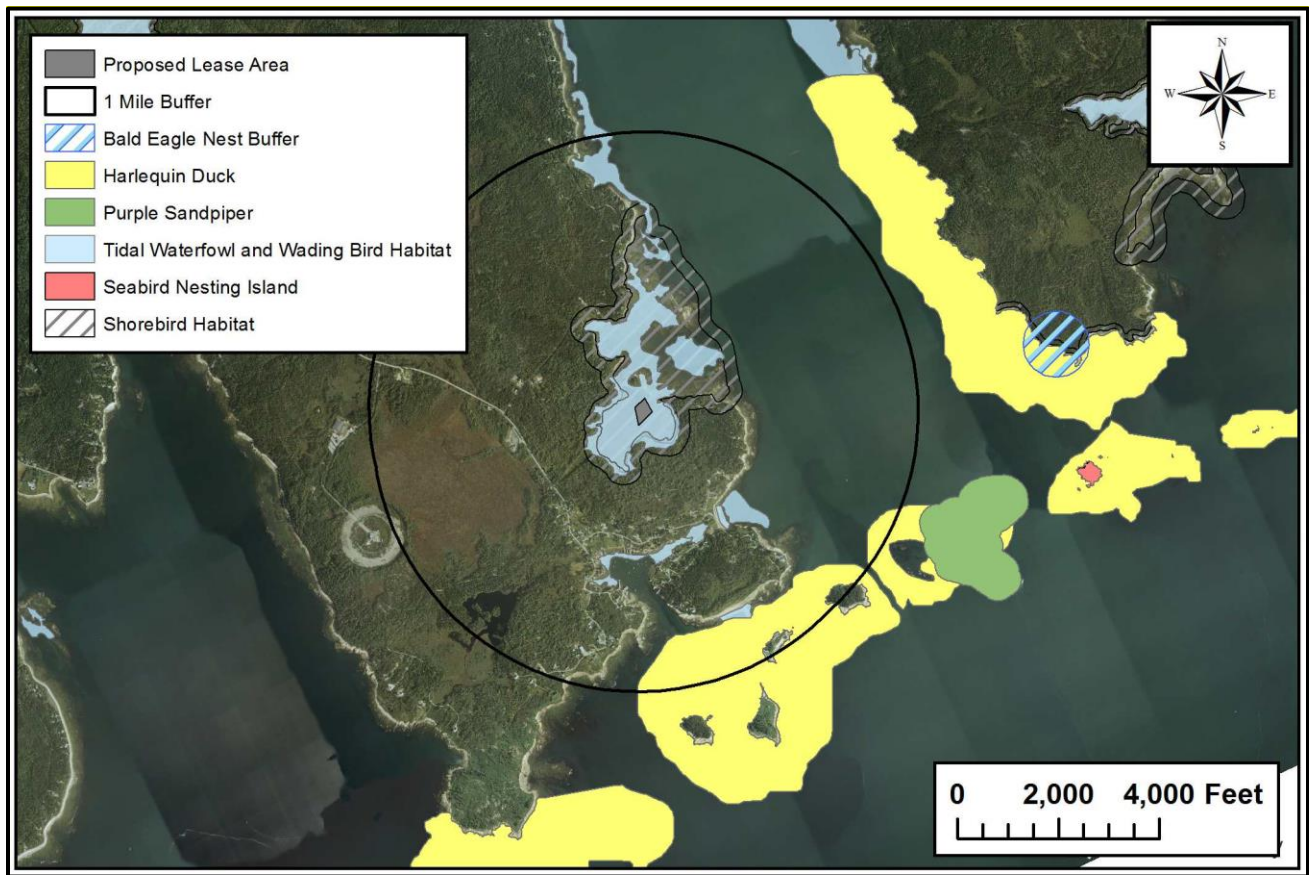 Proposed Lease Area
1 Mile Buffer
Bald Eagle Nest Buffer
Harlequin Duck
Purple Sandpiper
Tidal Waterfowl and Wading Bird Habitat
Seabird Nesting Island
Shorebird Habitat
N
W E
S
0 2,000 4,000 Feet